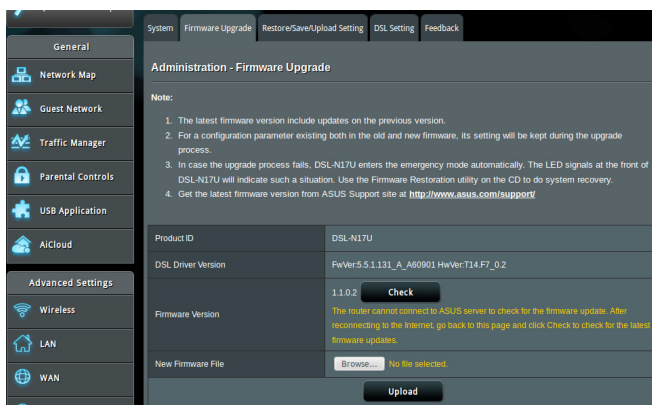 System
Firmware Upgrade
Restore/Save/Upload Setting
DSL Setting
Feedback
General
Network Map
Guest Network
Traffic Manager
Parental Controls
USB Application
AiCloud
Advanced Settings
Wireless
LAN
WAN
Administration - Firmware Upgrade
Note:
1. The latest firmware version include updates on the previous version.
2. For a configuration parameter existing both in the old and new firmware, its setting will be kept during the upgrade
process.
3. In case the upgrade process fails, DSL-N17U enters the emergency mode automatically. The LED signals at the front of
DSL-N17U will indicate such a situation. Use the Firmware Restoration utility on the CD to do system recovery.
4. Get the latest firmware version from ASUS Support site at http://www.asus.com/support/
Product ID DSL-N17U
DSL Driver Version FwVer:5.5.1.131_A_A60901 HwVer:T14.F7_0.2
Firmware Version 1.1.0.2 Check
The router cannot connect to ASUS server to check for the firmware update. After
reconnecting to the Internet, go back to this page and click Check to check for the latest
firmware updates.
New Firmware File Browse... No file selected.
Upload